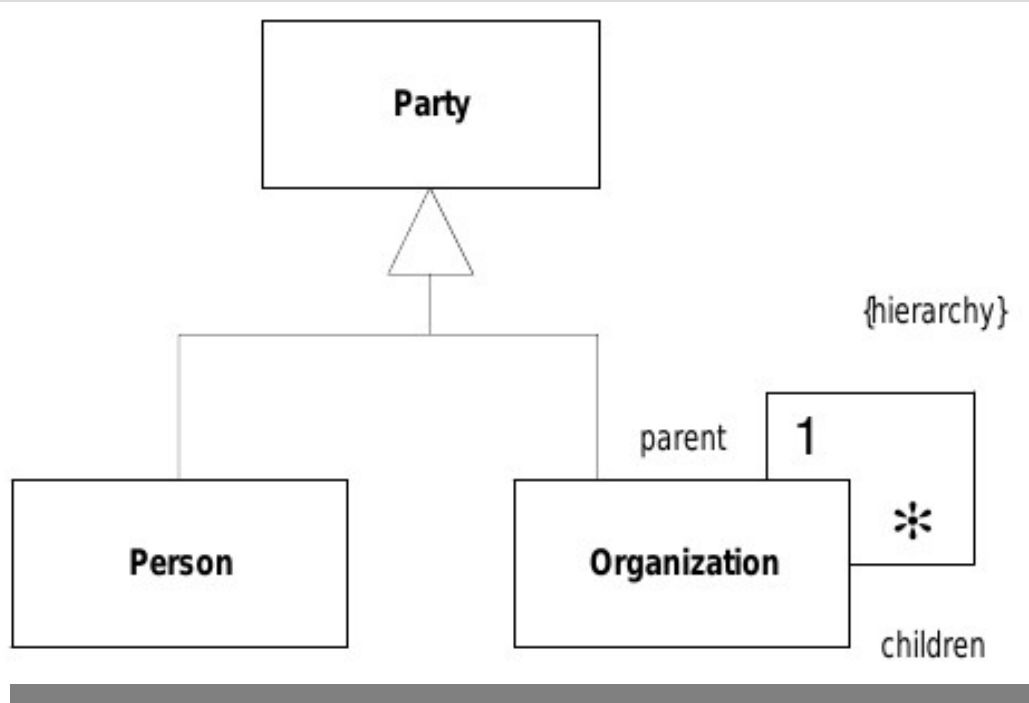 Party
{hierarchy}
parent
1
*
Person
Organization
children